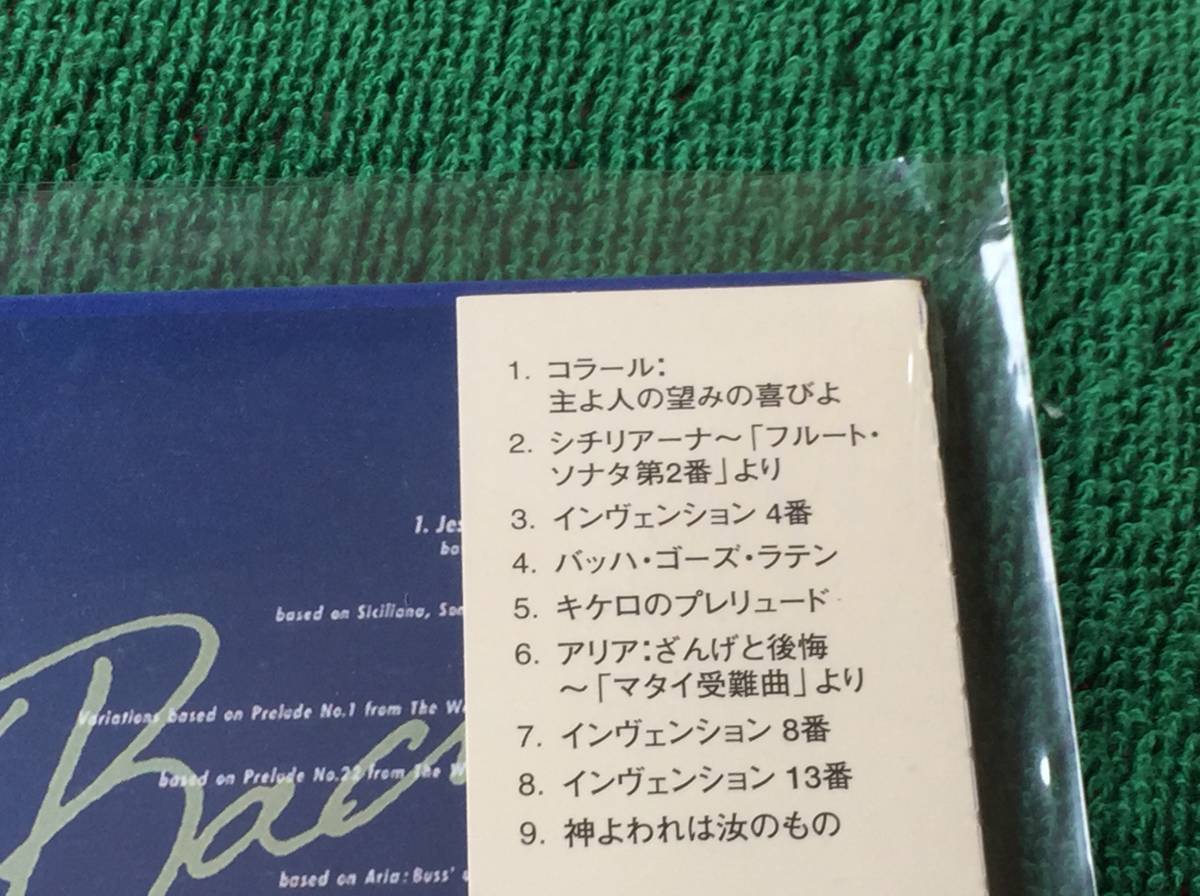 1. コラール:
主よ人の望みの喜びよ
2. シチリアーナ〜「フルート・
ソナタ第2番」より
3. インヴェンション 4番
4. バッハ・ゴーズ・ラテン
5. キケロのプレリュード
6. アリア:ざんげと後悔
〜「マタイ受難曲」より
7. インヴェンション 8番
8. インヴェンション 13番
9. 神よわれは汝のもの
1. Jes
ba
based on Siciliana, Son
Variations based on Prelude No.1 from The We
based on Prelude No.22 from The W
Bac
based on Aria: Buss'